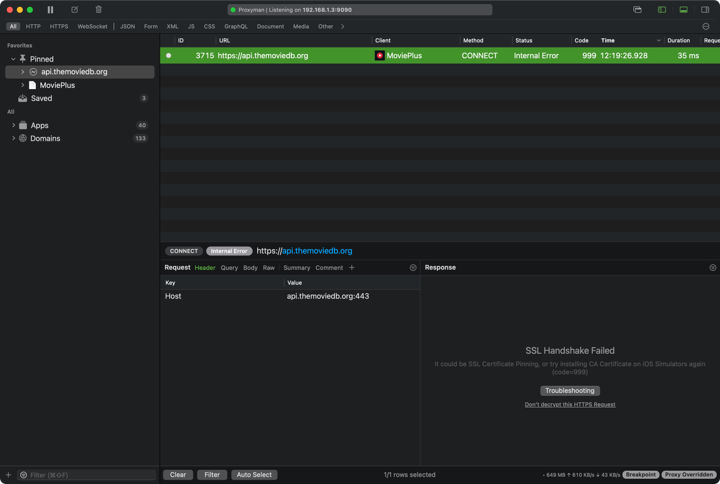 Proxyman | Listening on 192.168.1.3:9090
All HTTP HTTPS WebSocket JSON Form XML JS CSS GraphQL Document Media Other
Favorites
Pinned
api.themoviedb.org
MoviePlus
Saved 3
All
Apps 40
Domains 133
ID URL Client Method Status Code Time Duration Reque
3715 https://api.themoviedb.org MoviePlus CONNECT Internal Error 999 12:19:26.928 35 ms
CONNECT Internal Error https://api.themoviedb.org
Request Header Query Body Raw Summary Comment +
Key Value
Host api.themoviedb.org:443
Response
SSL Handshake Failed
It could be SSL Certificate Pinning, or try installing CA Certificate on iOS Simulators again
(code=999)
Troubleshooting
Don't decrypt this HTTPS Request
+ Filter (⌘⇧F)
Clear Filter Auto Select 1/1 rows selected • 649 MB ↑ 810 KB/s ↓ 43 KB/s Breakpoint Proxy Overridden